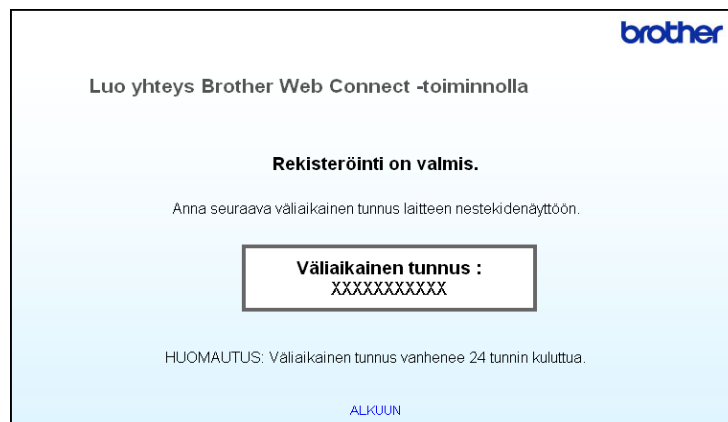 brother
Luo yhteys Brother Web Connect -toiminnolla
Rekisteröinti on valmis.
Anna seuraava väliaikainen tunnus laitteen nestekidenäyttöön.
Väliaikainen tunnus :
XXXXXXXXXXX
HUOMAUTUS: Väliaikainen tunnus vanhenee 24 tunnin kuluttua.
ALKUUN